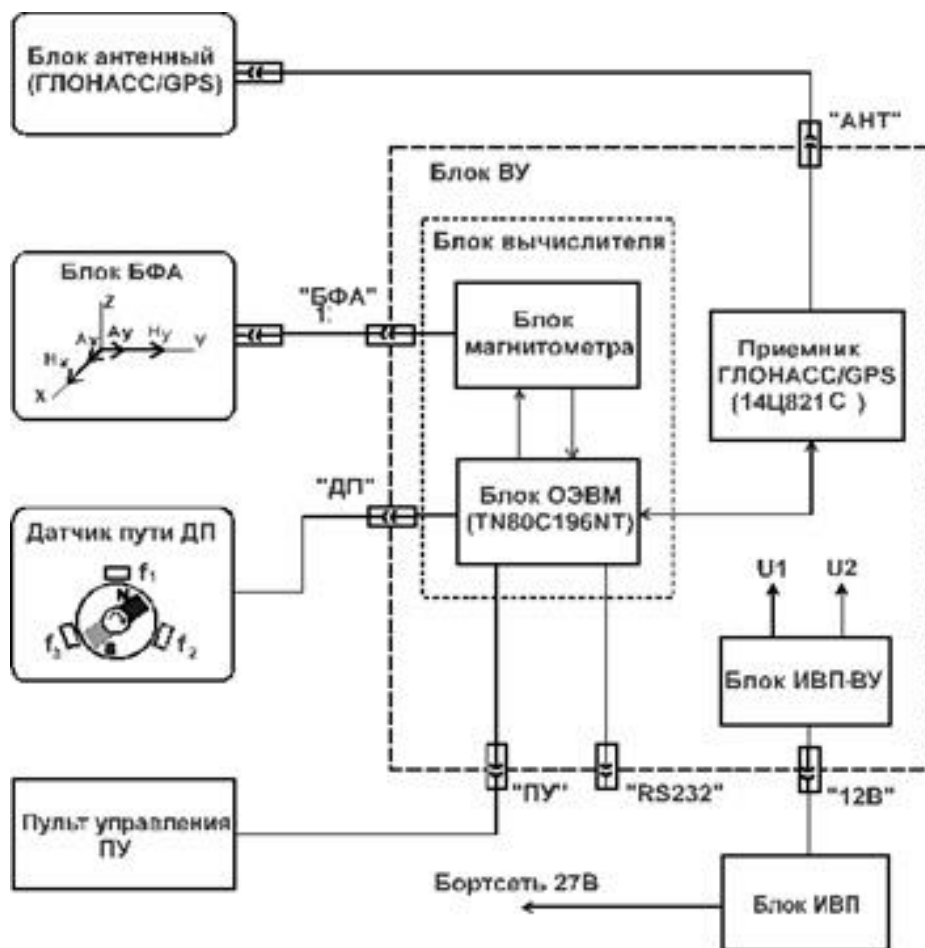 Блок антенный
(ГЛОНАСС/GPS)
"АНТ"
Блок ВУ
Блок вычислителя
Блок БФА
Z
Ax
Ay
Hy
Y
Hx
X
"БФА"
1:
Блок
магнитометра
Приемник
ГЛОНАСС/GPS
(14Ц821С)
"ДП"
Блок ОЭВМ
(TN80C196NT)
Датчик пути ДП
f1
N
S
f3
f2
U1
U2
Блок ИВП-ВУ
"ПУ"
"RS232"
"12В"
Пульт управления
ПУ
Бортсеть 27В
Блок ИВП